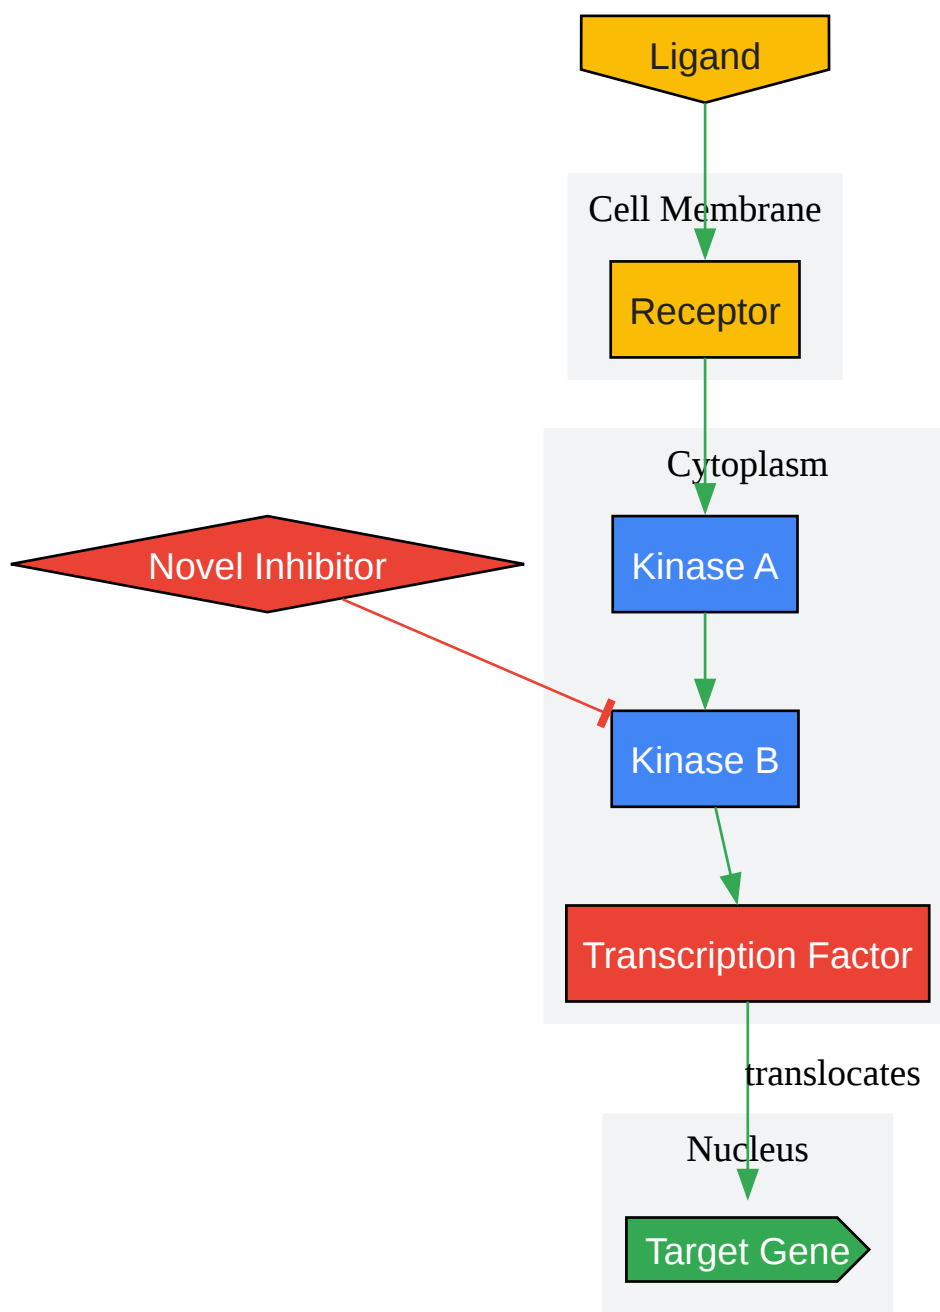 Ligand
Cell Membrane
Receptor
Cytoplasm
Novel Inhibitor
Kinase A
Kinase B
Transcription Factor
translocates
Nucleus
Target Gene